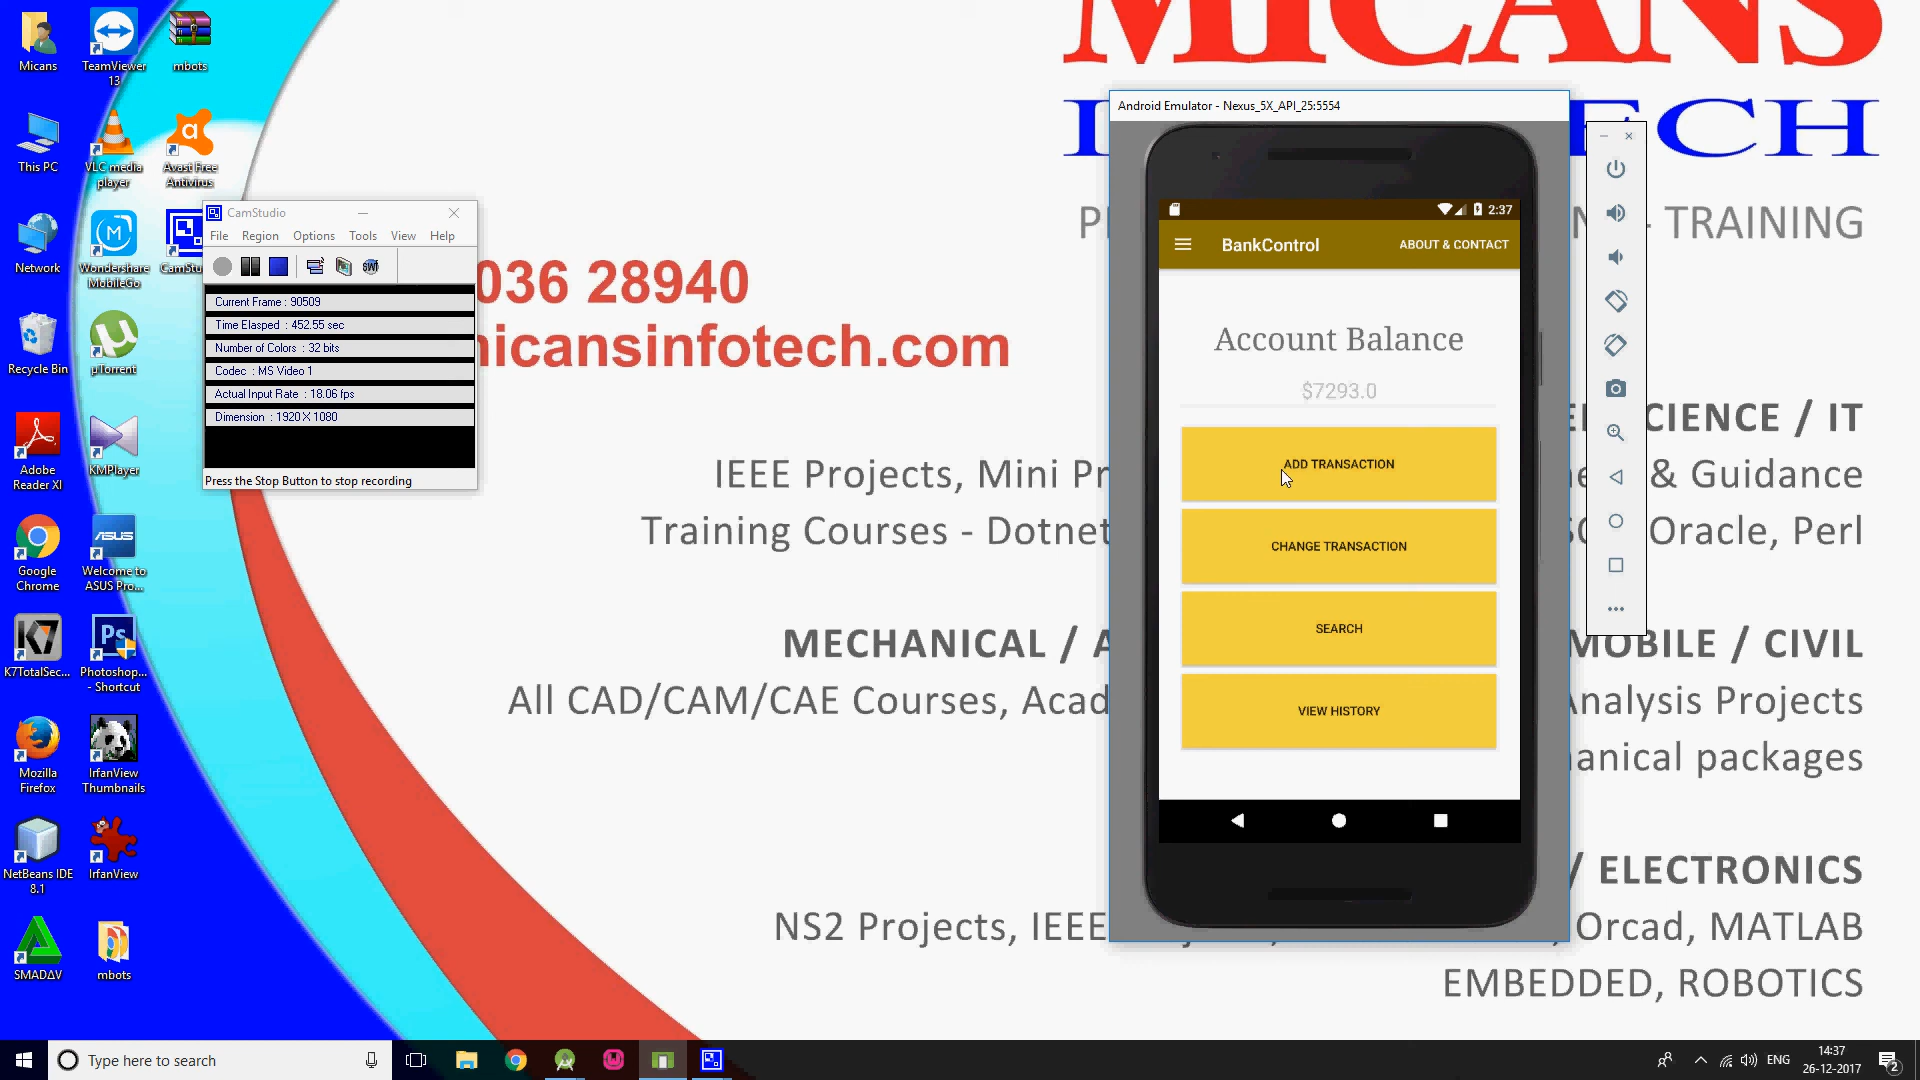 Micans
TeamViewer
13
mbots
This PC
VLC media
player
Avast Free
Antivirus
Network
Wondershare
MobileGo
Recycle Bin
µTorrent
Adobe
Reader XI
KMPlayer
Google
Chrome
ASUS
Welcome to
ASUS Pro...
K7TotalSec...
Photoshop...
- Shortcut
Mozilla
Firefox
IrfanView
Thumbnails
NetBeans IDE
8.1
IrfanView
SMADΔV
mbots
CamStudio
File Region Options Tools View Help
Current Frame : 90509
Time Elasped : 452.55 sec
Number of Colors : 32 bits
Codec : MS Video 1
Actual Input Rate : 18.06 fps
Dimension : 1920 X 1080
Press the Stop Button to stop recording
MICANS
CH
- TRAINING
036 28940
micansinfotech.com
CIENCE / IT
IEEE Projects, Mini Pr
& Guidance
Training Courses - Dotnet
Oracle, Perl
MECHANICAL / A
MOBILE / CIVIL
All CAD/CAM/CAE Courses, Acad
Analysis Projects
anical packages
/ ELECTRONICS
NS2 Projects, IEEE
Orcad, MATLAB
EMBEDDED, ROBOTICS
Android Emulator - Nexus_5X_API_25:5554
2:37
BankControl
ABOUT & CONTACT
Account Balance
$7293.0
ADD TRANSACTION
CHANGE TRANSACTION
SEARCH
VIEW HISTORY
Type here to search
ENG
14:37
26-12-2017
2